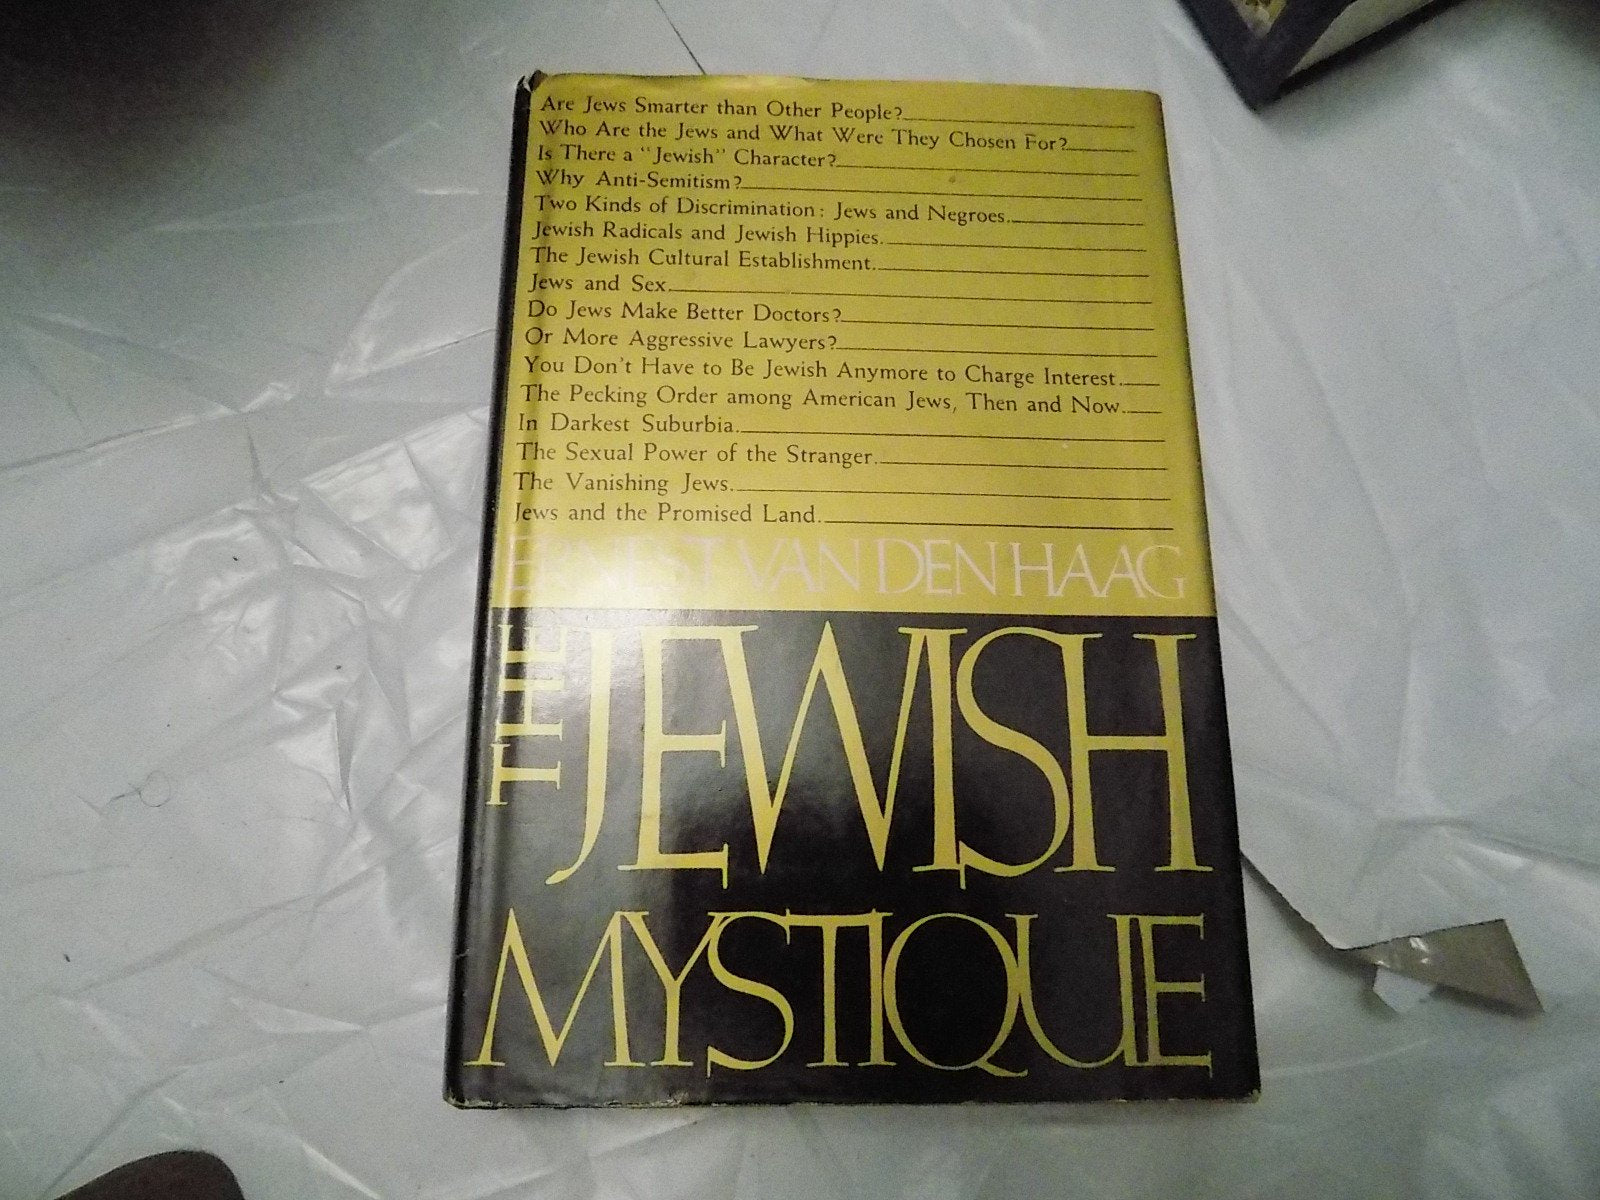 Are Jews Smarter than Other People?
Who Are the Jews and What Were They Chosen For?
Is There a "Jewish" Character?
Why Anti-Semitism?
Two Kinds of Discrimination: Jews and Negroes.
Jewish Radicals and Jewish Hippies.
The Jewish Cultural Establishment.
Jews and Sex.
Do Jews Make Better Doctors?
Or More Aggressive Lawyers?
You Don't Have to Be Jewish Anymore to Charge Interest.
The Pecking Order among American Jews, Then and Now.
In Darkest Suburbia.
The Sexual Power of the Stranger.
The Vanishing Jews.
Jews and the Promised Land.
ERNEST VAN DEN HAAG
THE JEWISH
MYSTIQUE